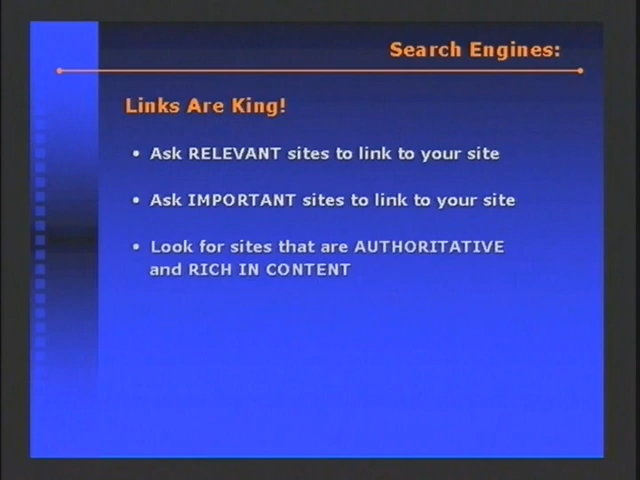 Search Engines:
Links Are King!
• Ask RELEVANT sites to link to your site
• Ask IMPORTANT sites to link to your site
• Look for sites that are AUTHORITATIVE
and RICH IN CONTENT